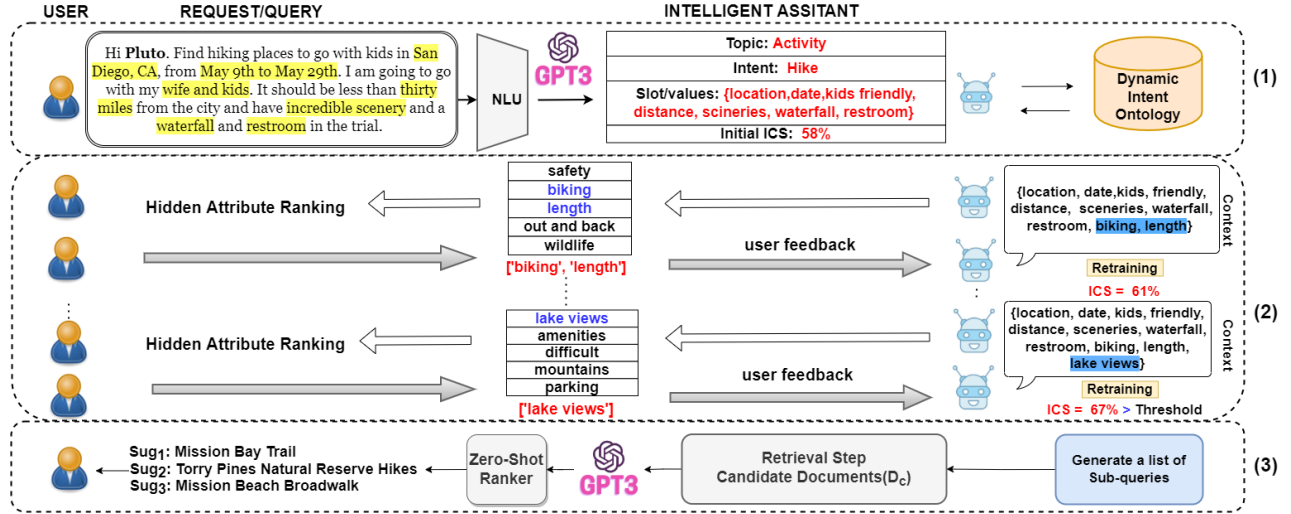 USER
REQUEST/QUERY
INTELLIGENT ASSITANT
Hi Pluto. Find hiking places to go with kids in San
Diego, CA, from May 9th to May 29th. I am going to go
with my wife and kids. It should be less than thirty
miles from the city and have incredible scenery and a
waterfall and restroom in the trial.
NLU
GPT3
Topic: Activity
Intent: Hike
Slot/values: {location,date,kids friendly,
distance, scineries, waterfall, restroom}
Initial ICS: 58%
Dynamic
Intent
Ontology
(1)
Hidden Attribute Ranking
safety
biking
length
out and back
wildlife
['biking', 'length']
user feedback
{location, date,kids, friendly,
distance, sceneries, waterfall,
restroom, biking, length}
Context
Retraining
ICS = 61%
(2)
Hidden Attribute Ranking
lake views
amenities
difficult
mountains
parking
['lake views']
user feedback
{location, date, kids, friendly,
distance, sceneries, waterfall,
restroom, biking, length,
lake views}
Context
Retraining
ICS = 67% > Threshold
Sug1: Mission Bay Trail
Sug2: Torry Pines Natural Reserve Hikes
Sug3: Mission Beach Broadwalk
Zero-Shot
Ranker
GPT3
Retrieval Step
Candidate Documents(Dc)
Generate a list of
Sub-queries
(3)